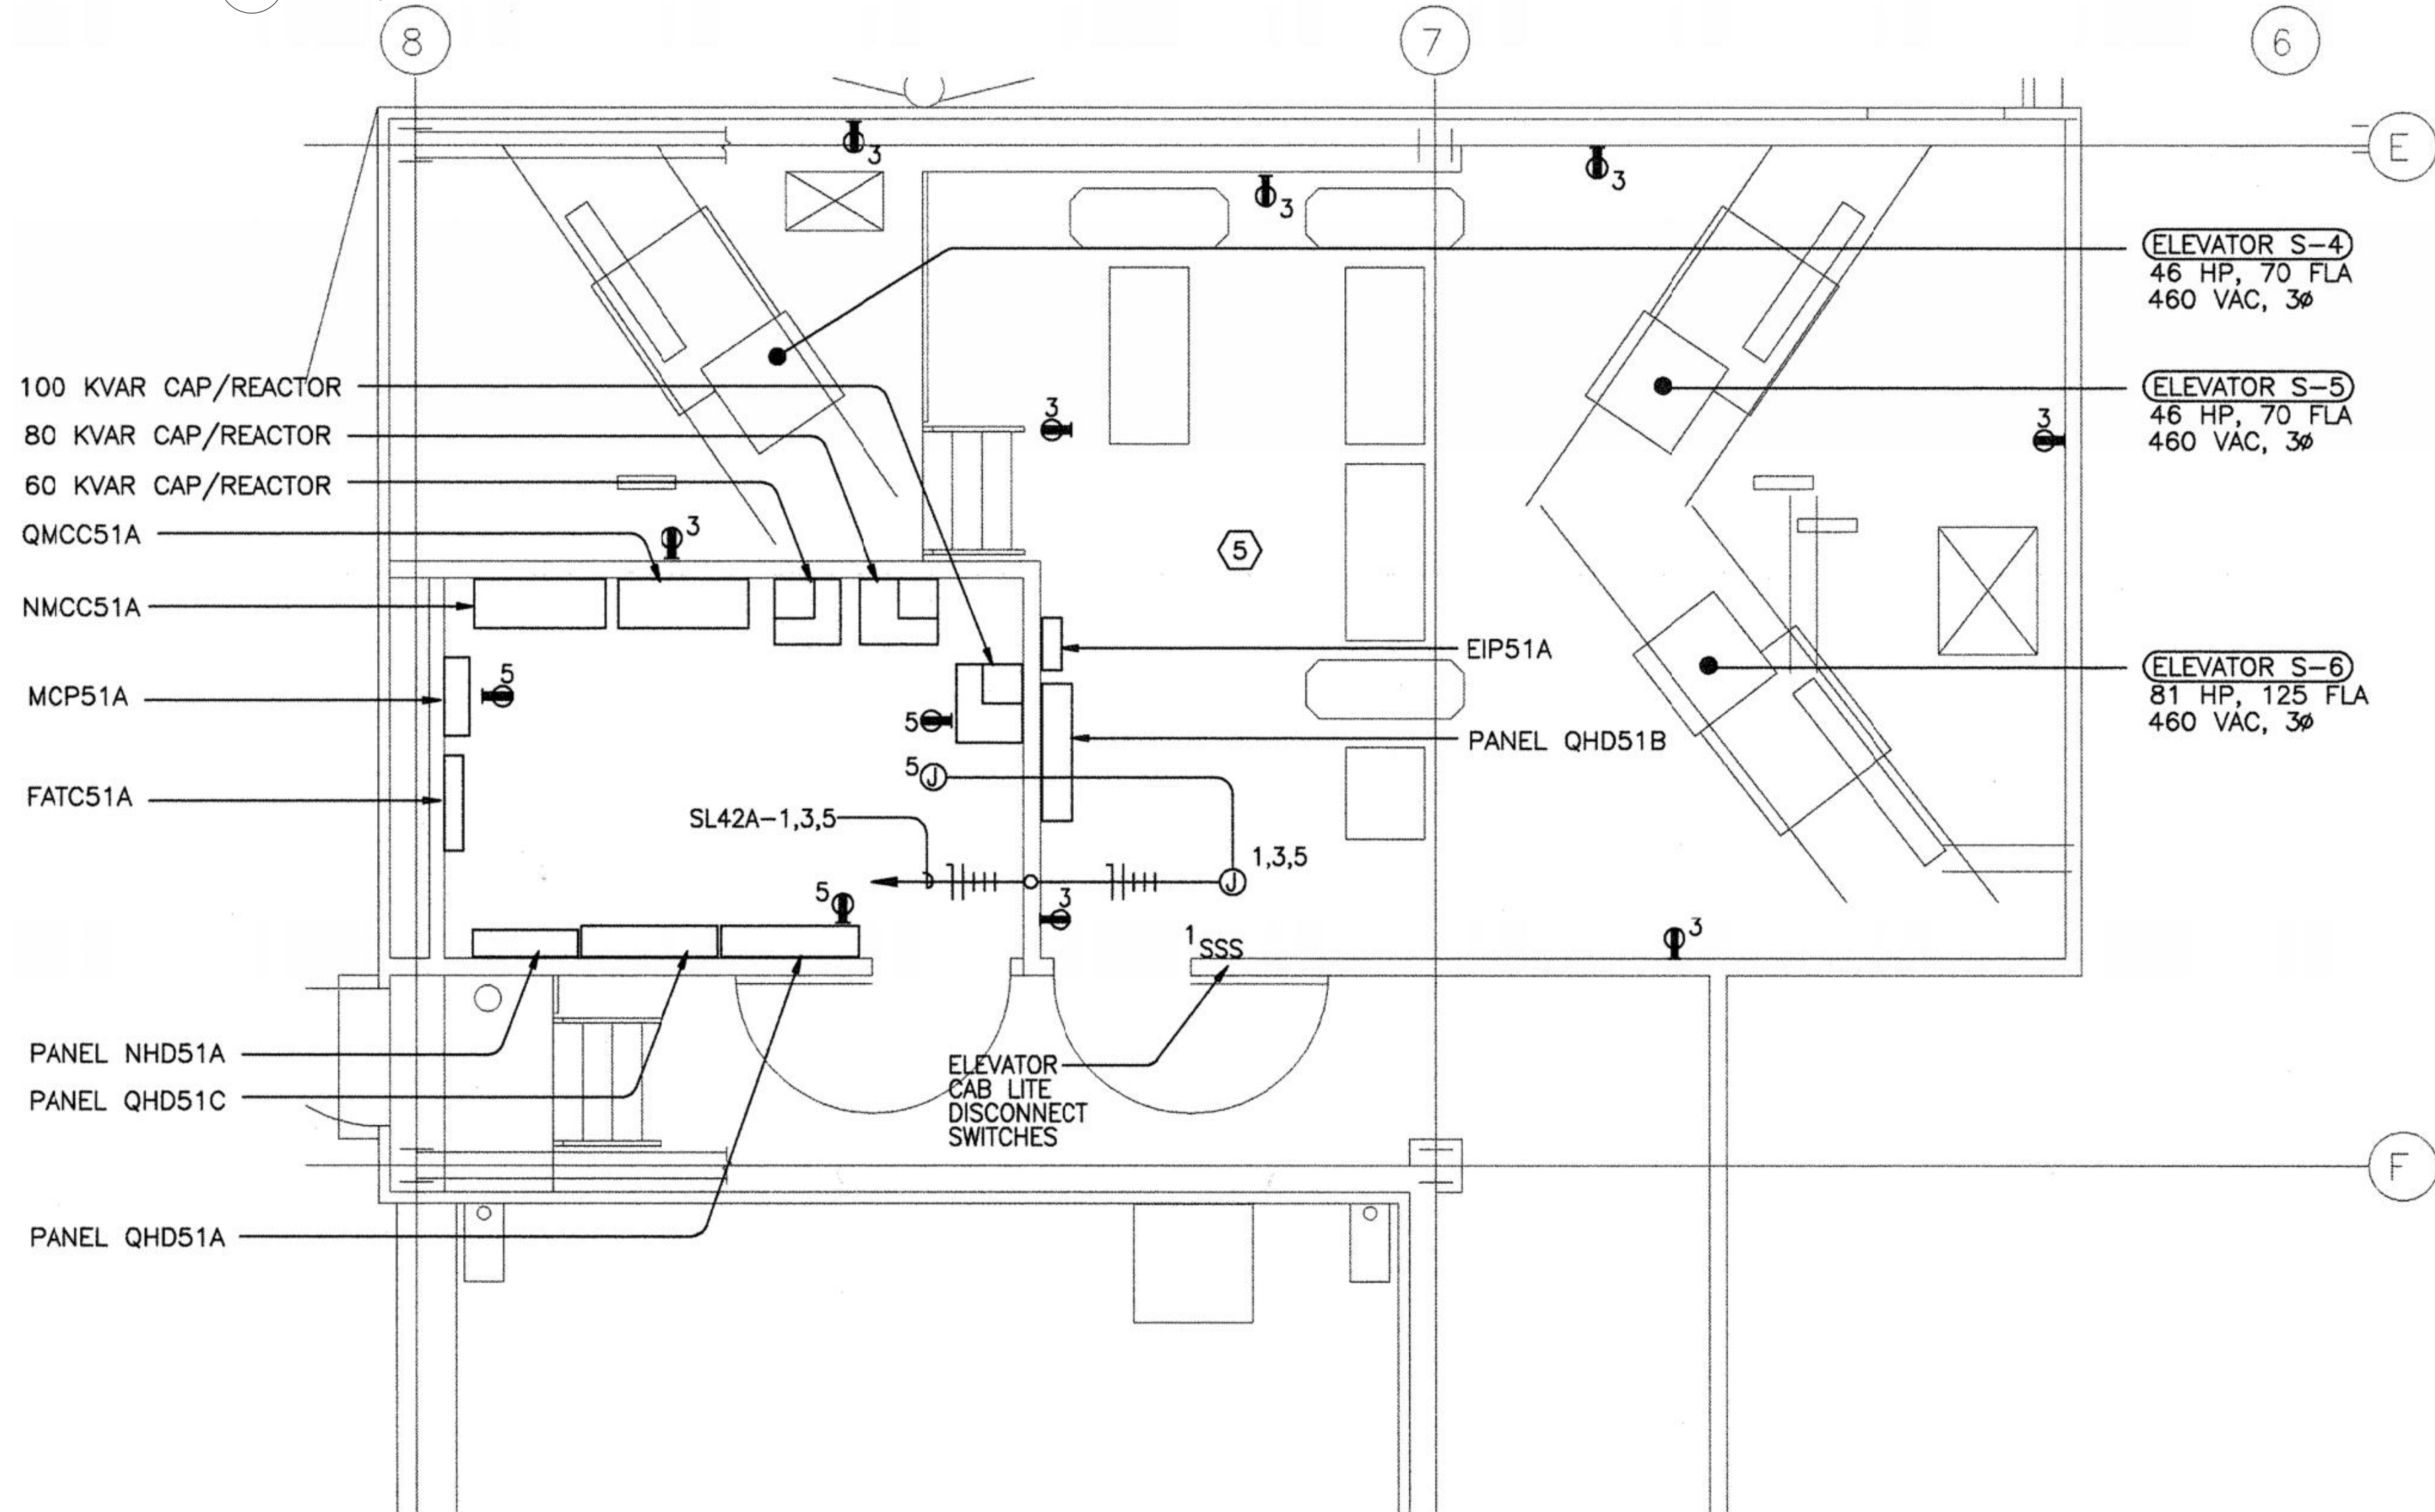 8
7
6
E
3
3
3
ELEVATOR S-4
46 HP, 70 FLA
460 VAC, 3ø
100 KVAR CAP/REACTOR
ELEVATOR S-5
46 HP, 70 FLA
460 VAC, 3ø
3
3
80 KVAR CAP/REACTOR
60 KVAR CAP/REACTOR
QMCC51A
3
5
NMCC51A
EIP51A
ELEVATOR S-6
81 HP, 125 FLA
460 VAC, 3ø
MCP51A
5
5
PANEL QHD51B
5 J
FATC51A
SL42A-1,3,5
1,3,5
J
5
3
1 SSS
3
PANEL NHD51A
PANEL QHD51C
ELEVATOR
CAB LITE
DISCONNECT
SWITCHES
F
PANEL QHD51A